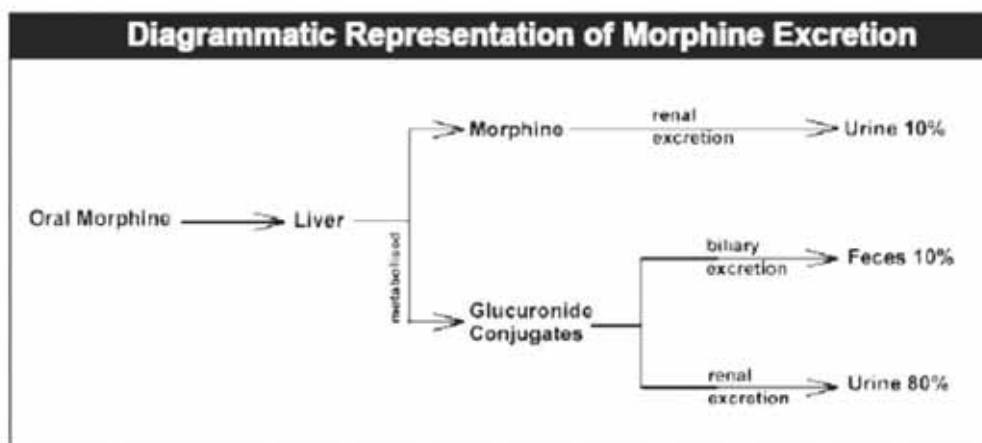 Diagrammatic Representation of Morphine Excretion
Morphine
renal
excretion
Urine 10%
Oral Morphine
Liver
metabolised
biliary
excretion
Feces 10%
Glucuronide
Conjugates
renal
excretion
Urine 80%